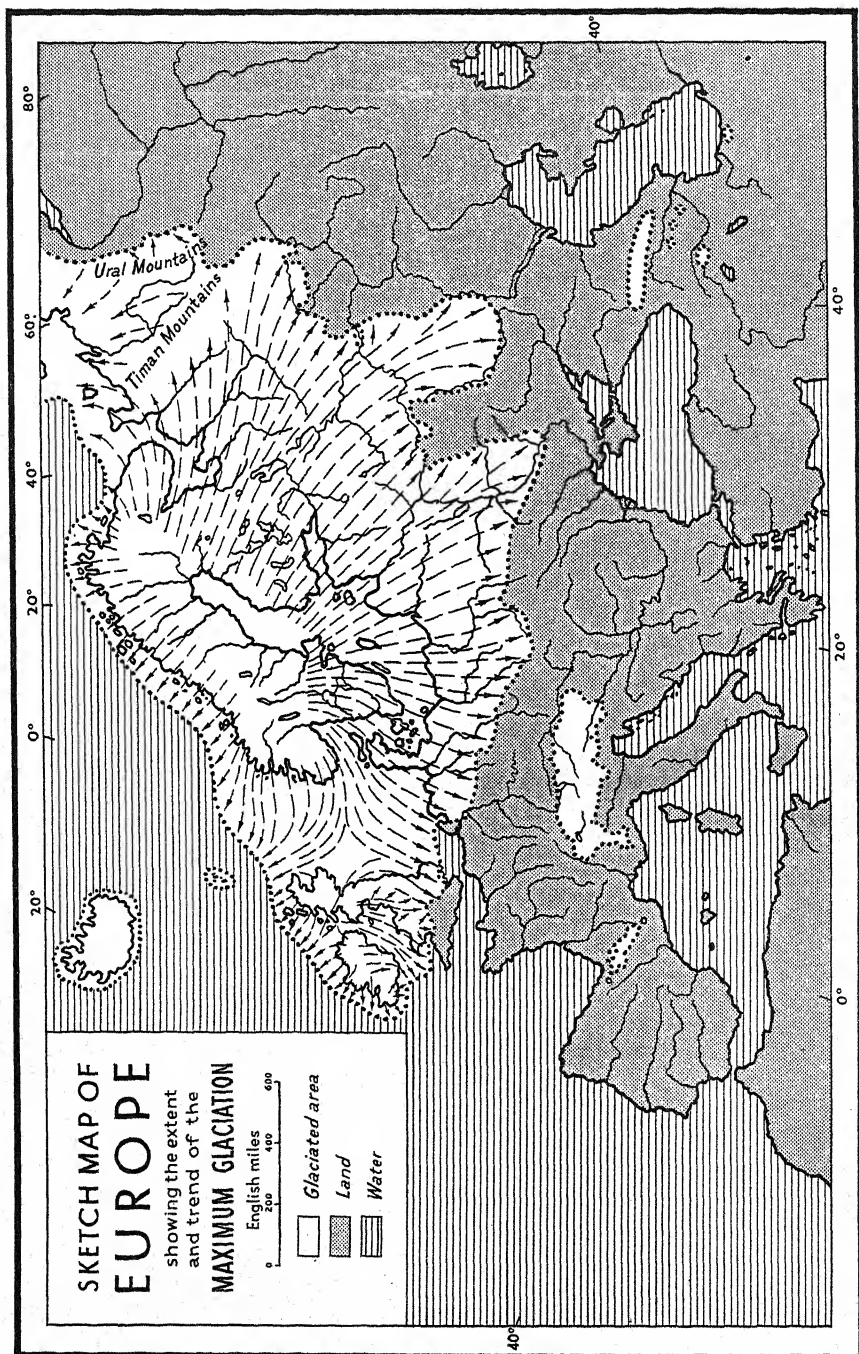 SKETCH MAP OF
EUROPE
showing the extent
and trend of the
MAXIMUM GLACIATION
English miles
0 200 400 600
Glaciated area
Land
Water
20° 0° 20° 40° 60° 80°
Ural Mountains
Timan Mountains
40°
40°
0° 20° 40°